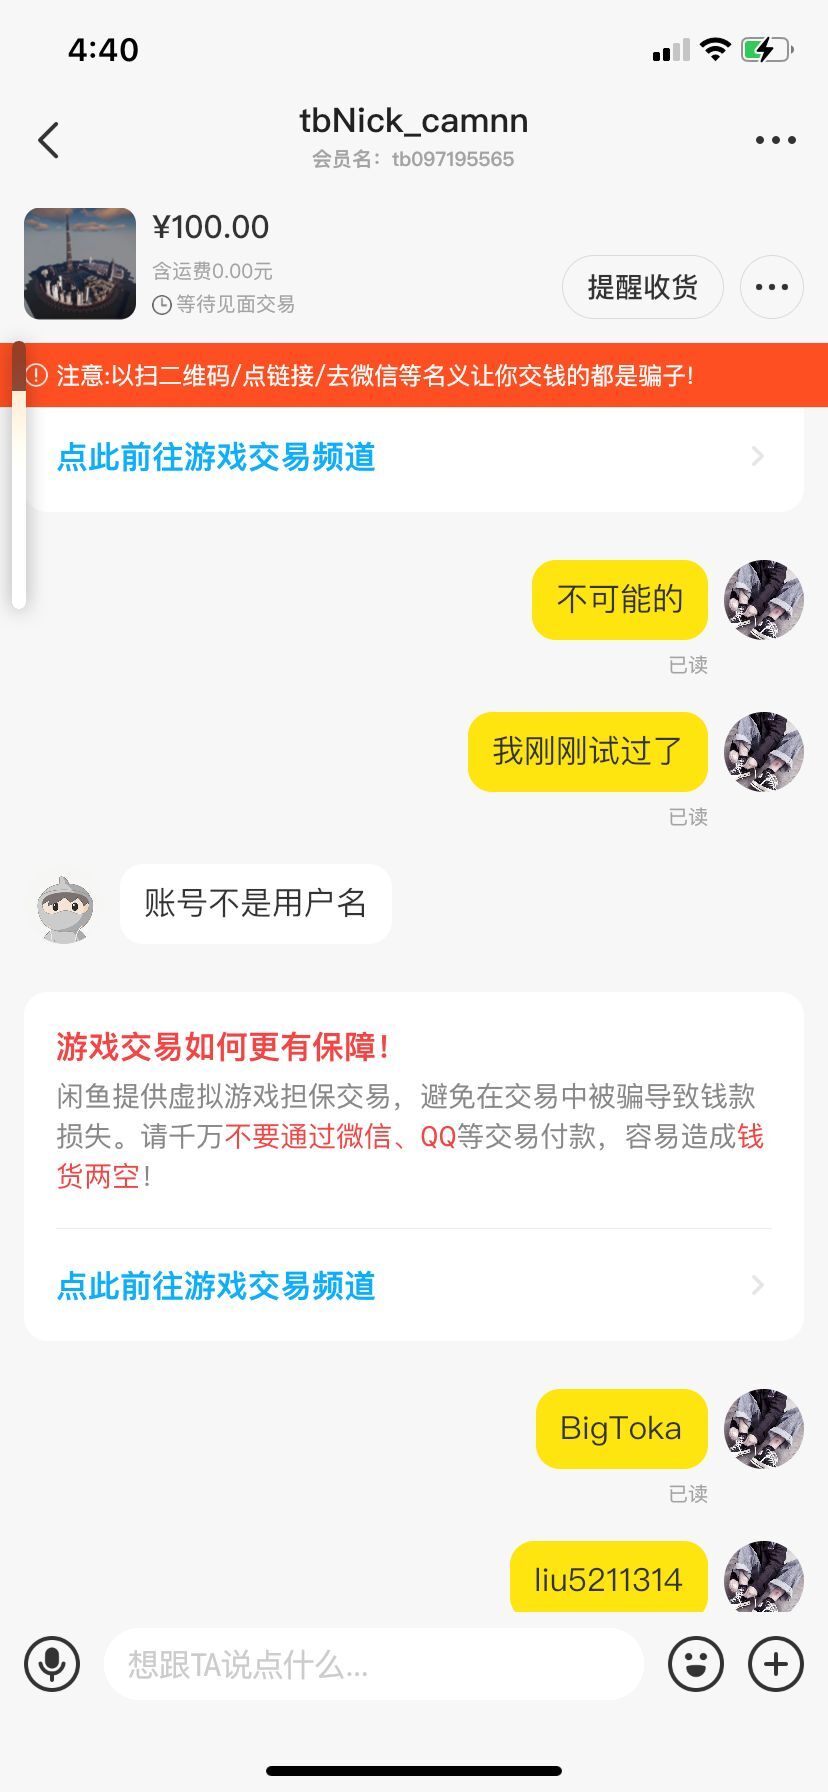 4:40
tbNick_camnn
会员名：tb097195565
¥100.00
含运费0.00元
等待见面交易
提醒收货
注意:以扫二维码/点链接/去微信等名义让你交钱的都是骗子!
点此前往游戏交易频道
不可能的
已读
我刚刚试过了
已读
账号不是用户名
游戏交易如何更有保障！
闲鱼提供虚拟游戏担保交易，避免在交易中被骗导致钱款
损失。请千万不要通过微信、QQ等交易付款，容易造成钱
货两空！
点此前往游戏交易频道
BigToka
已读
liu5211314
想跟TA说点什么...